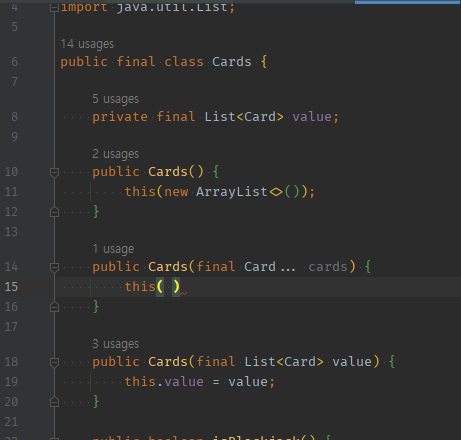 4 import java.util.List;
5
14 usages
6 public final class Cards {
7
5 usages
8 private final List<Card> value;
9
2 usages
10 public Cards() {
11 this(new ArrayList<>());
12 }
13
1 usage
14 public Cards(final Card... cards) {
15 this( )
16 }
17
3 usages
18 public Cards(final List<Card> value) {
19 this.value = value;
20 }
21